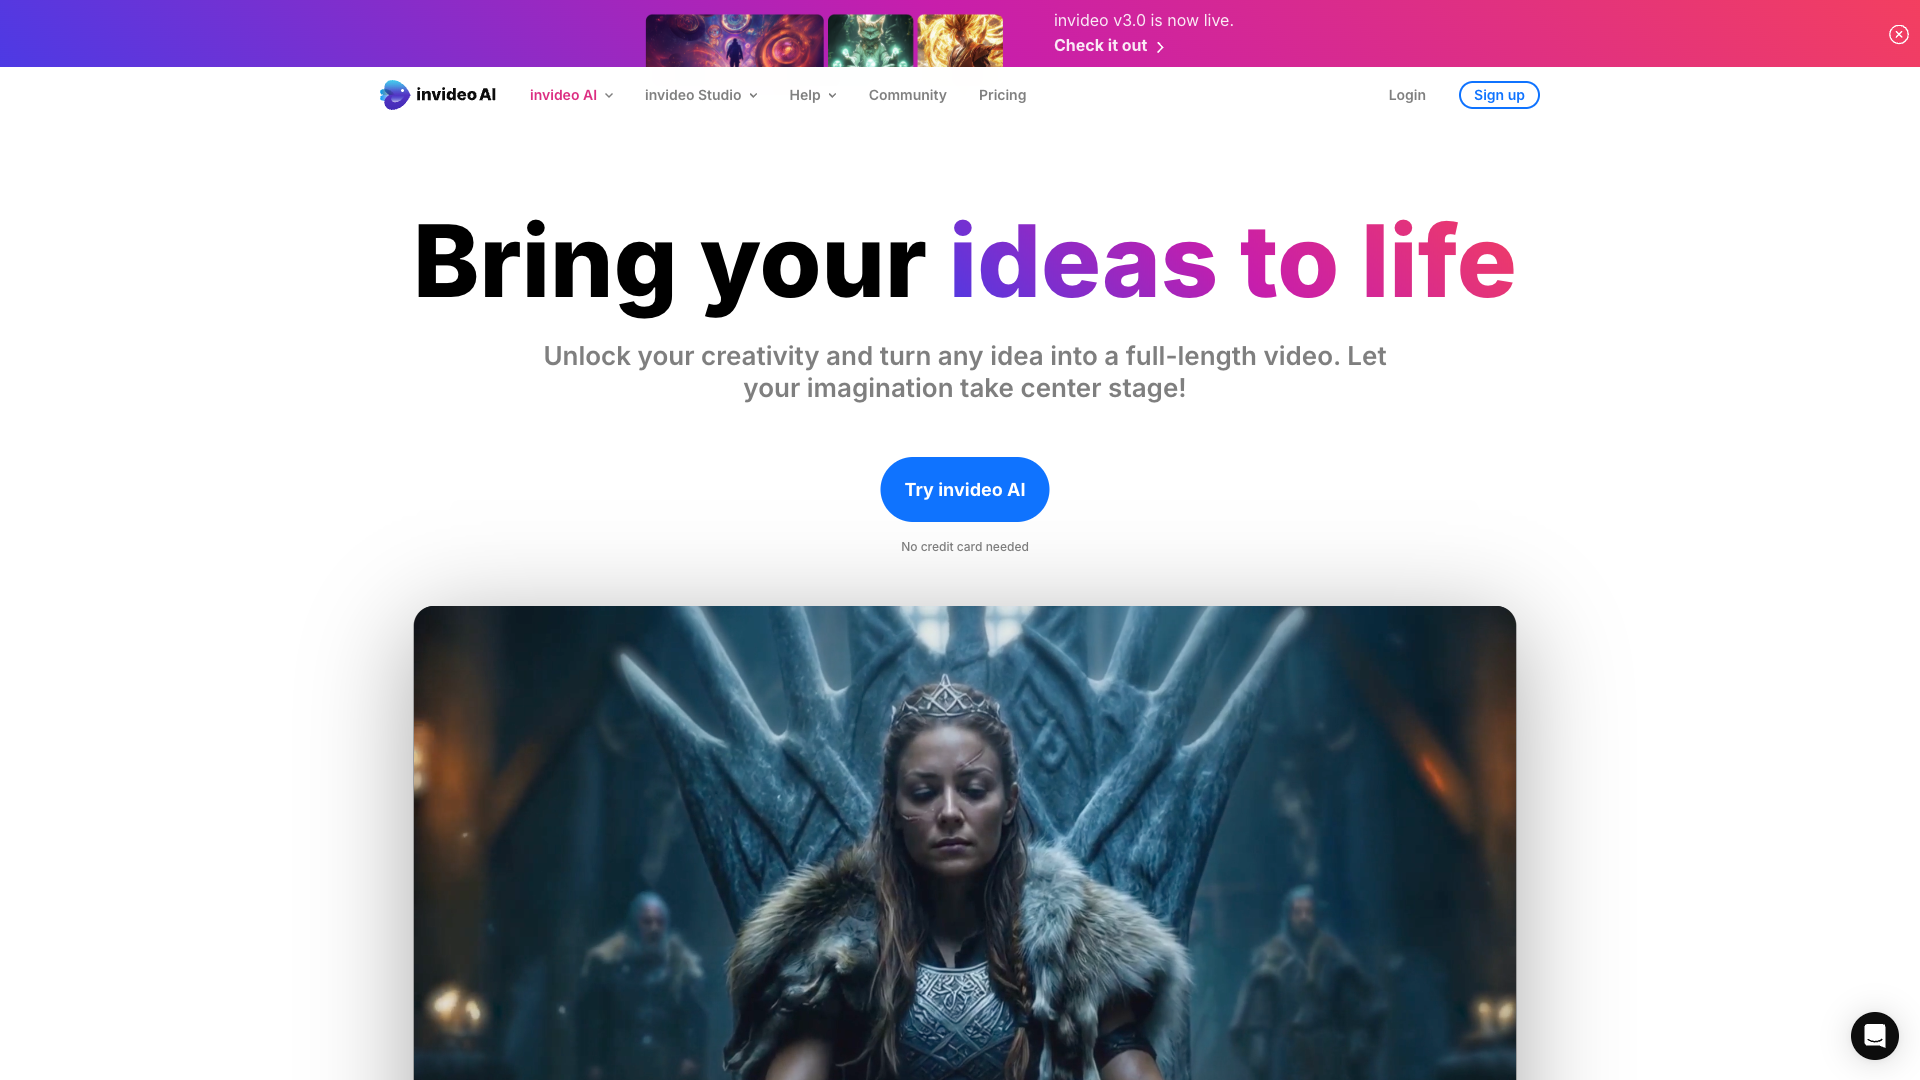 invideo v3.0 is now live.
Check it out
invideo AI
invideo AI
invideo Studio
Help
Community
Pricing
Login
Sign up
Bring your ideas to life
Unlock your creativity and turn any idea into a full-length video. Let
your imagination take center stage!
Try invideo AI
No credit card needed